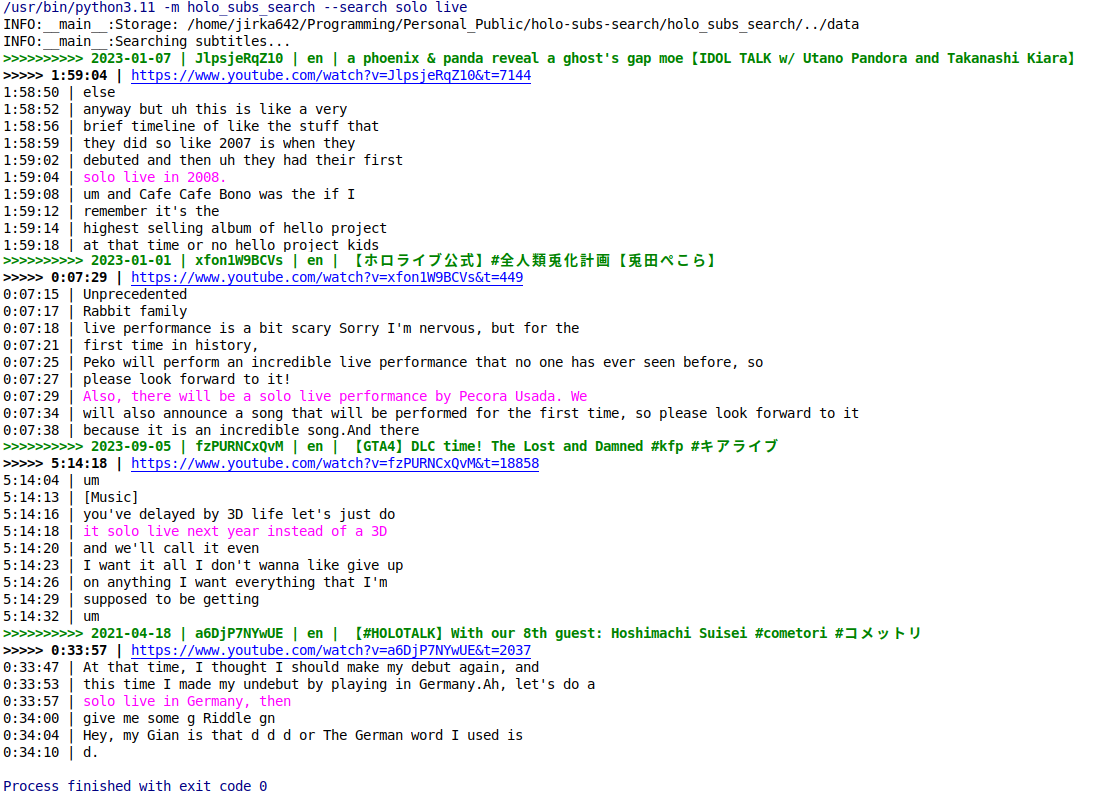 /usr/bin/python3.11 -m holo_subs_search --search solo live
INFO:__main__:Storage: /home/jirka642/Programming/Personal_Public/holo-subs-search/holo_subs_search/../data
INFO:__main__:Searching subtitles...
>>>>>>>>>> 2023-01-07 | JlpsjeRqZ10 | en | a phoenix & panda reveal a ghost's gap moe【IDOL TALK w/ Utano Pandora and Takanashi Kiara】
>>>>> 1:59:04 | https://www.youtube.com/watch?v=JlpsjeRqZ10&t=7144
1:58:50 | else
1:58:52 | anyway but uh this is like a very
1:58:56 | brief timeline of like the stuff that
1:58:59 | they did so like 2007 is when they
1:59:02 | debuted and then uh they had their first
1:59:04 | solo live in 2008.
1:59:08 | um and Cafe Cafe Bono was the if I
1:59:12 | remember it's the
1:59:14 | highest selling album of hello project
1:59:18 | at that time or no hello project kids
>>>>>>>>>> 2023-01-01 | xfon1W9BCVs | en | 【ホロライブ公式】#全人類兎化計画【兎田ぺこら】
>>>>> 0:07:29 | https://www.youtube.com/watch?v=xfon1W9BCVs&t=449
0:07:15 | Unprecedented
0:07:17 | Rabbit family
0:07:18 | live performance is a bit scary Sorry I'm nervous, but for the
0:07:21 | first time in history,
0:07:25 | Peko will perform an incredible live performance that no one has ever seen before, so
0:07:27 | please look forward to it!
0:07:29 | Also, there will be a solo live performance by Pecora Usada. We
0:07:34 | will also announce a song that will be performed for the first time, so please look forward to it
0:07:38 | because it is an incredible song.And there
>>>>>>>>>> 2023-09-05 | fzPURNCxQvM | en | 【GTA4】DLC time! The Lost and Damned #kfp #キアライブ
>>>>> 5:14:18 | https://www.youtube.com/watch?v=fzPURNCxQvM&t=18858
5:14:04 | um
5:14:13 | [Music]
5:14:16 | you've delayed by 3D life let's just do
5:14:18 | it solo live next year instead of a 3D
5:14:20 | and we'll call it even
5:14:23 | I want it all I don't wanna like give up
5:14:26 | on anything I want everything that I'm
5:14:29 | supposed to be getting
5:14:32 | um
>>>>>>>>>> 2021-04-18 | a6DjP7NYwUE | en | 【#HOLOTALK】With our 8th guest: Hoshimachi Suisei #cometori #コメットリ
>>>>> 0:33:57 | https://www.youtube.com/watch?v=a6DjP7NYwUE&t=2037
0:33:47 | At that time, I thought I should make my debut again, and
0:33:53 | this time I made my undebut by playing in Germany.Ah, let's do a
0:33:57 | solo live in Germany, then
0:34:00 | give me some g Riddle gn
0:34:04 | Hey, my Gian is that d d d or The German word I used is
0:34:10 | d.
Process finished with exit code 0